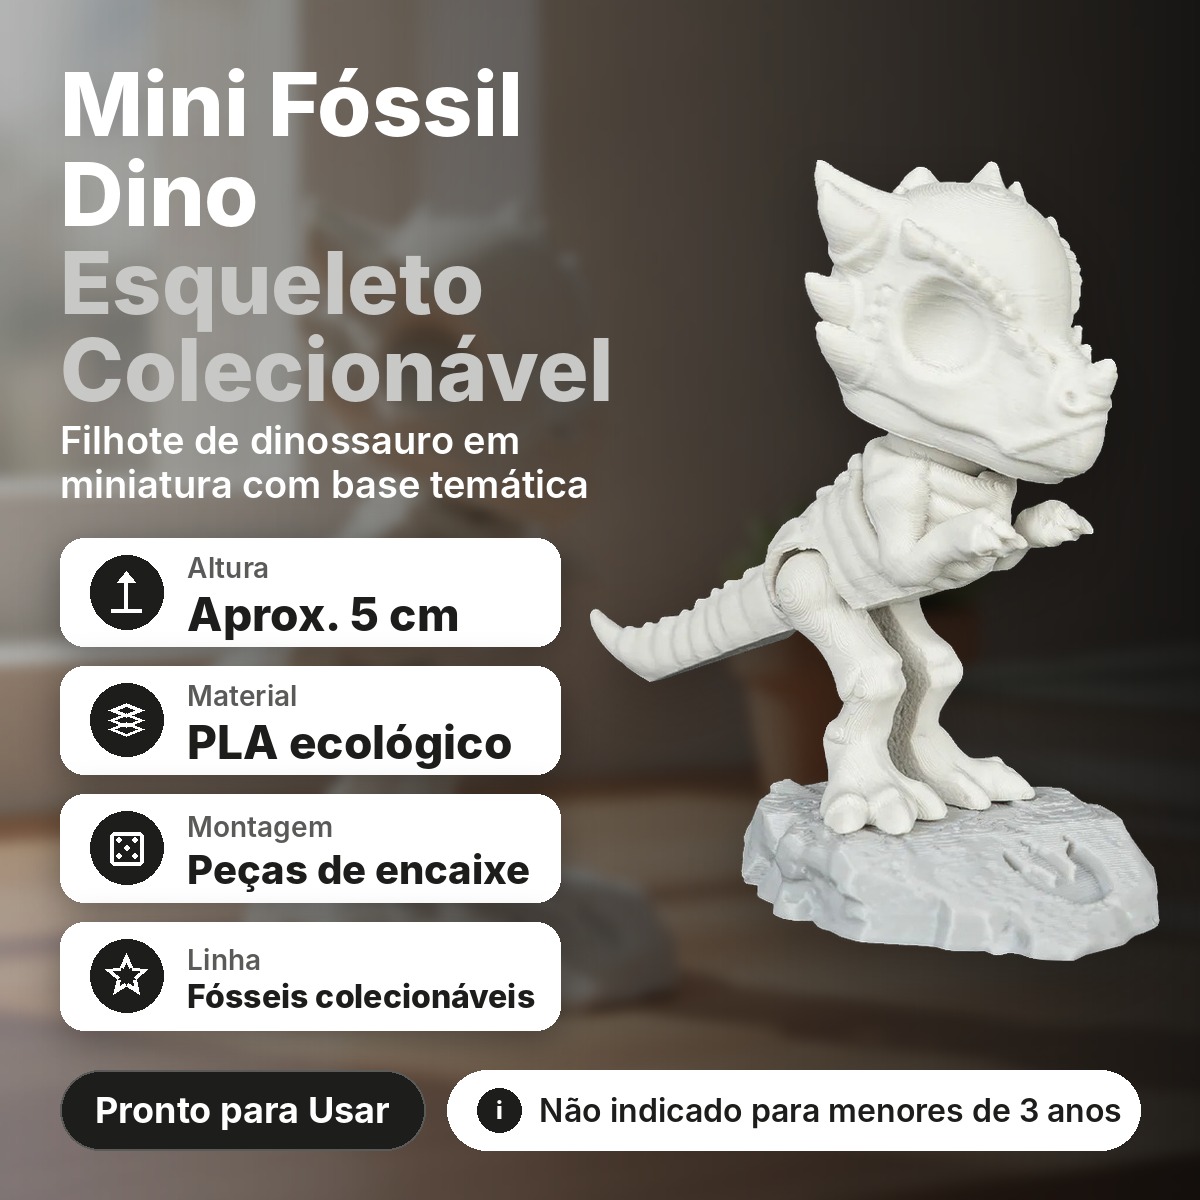 Mini Fóssil
Dino
Esqueleto
Colecionável
Filhote de dinossauro em
miniatura com base temática
Altura
Aprox. 5 cm
Material
PLA ecológico
Montagem
Peças de encaixe
Linha
Fósseis colecionáveis
Pronto para Usar
i Não indicado para menores de 3 anos